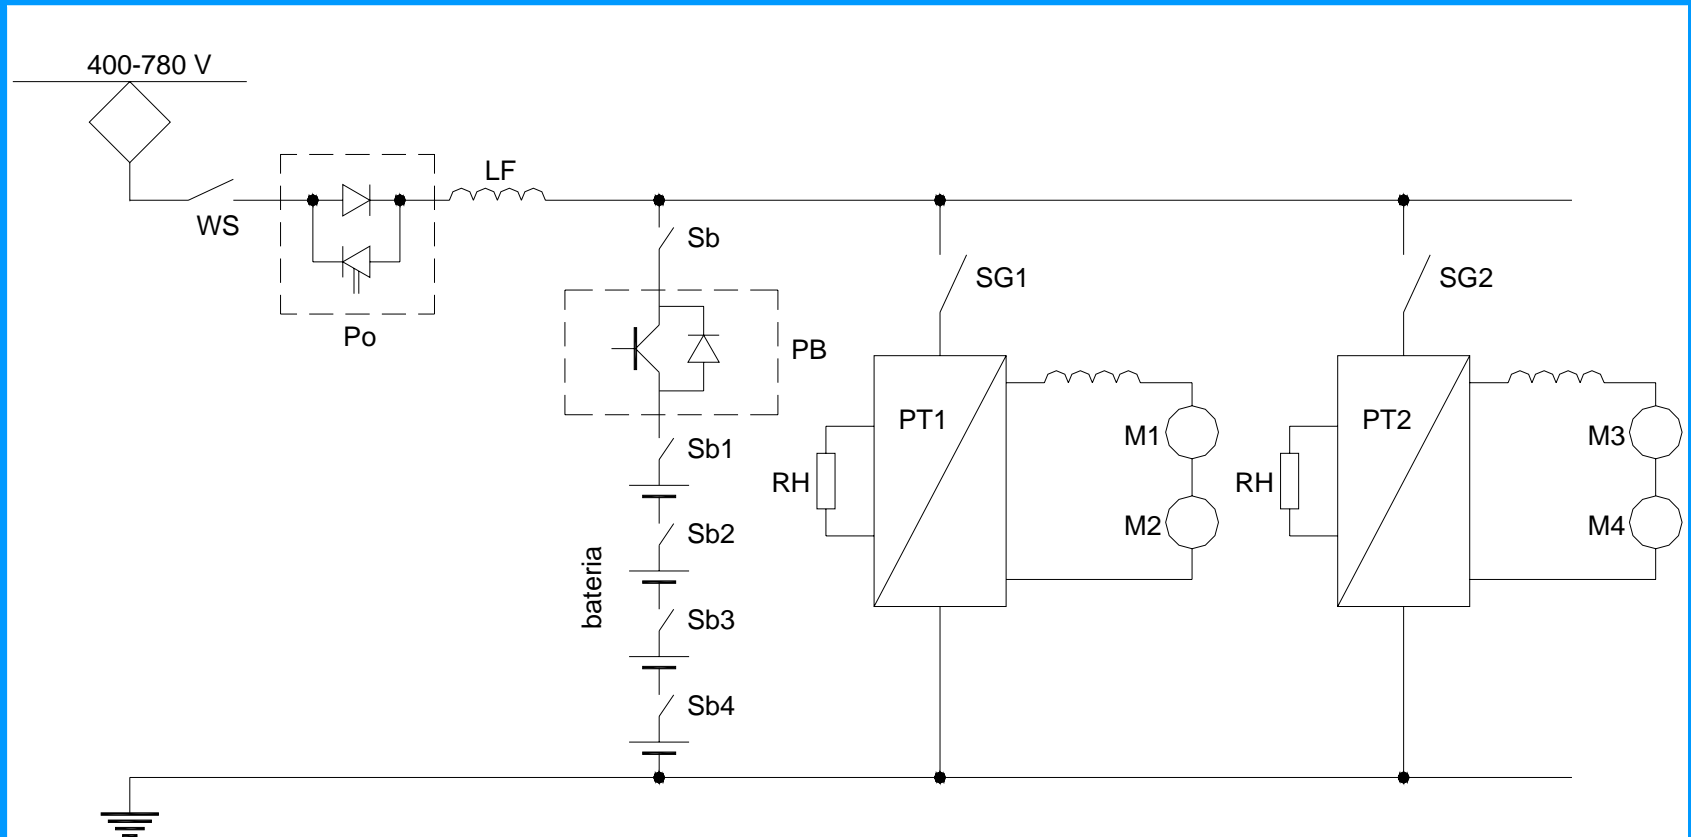 400-780 V
LF
WS
Po
Sb
PB
Sb1
Sb2
Sb3
Sb4
bateria
SG1
PT1
RH
M1
M2
SG2
PT2
RH
M3
M4